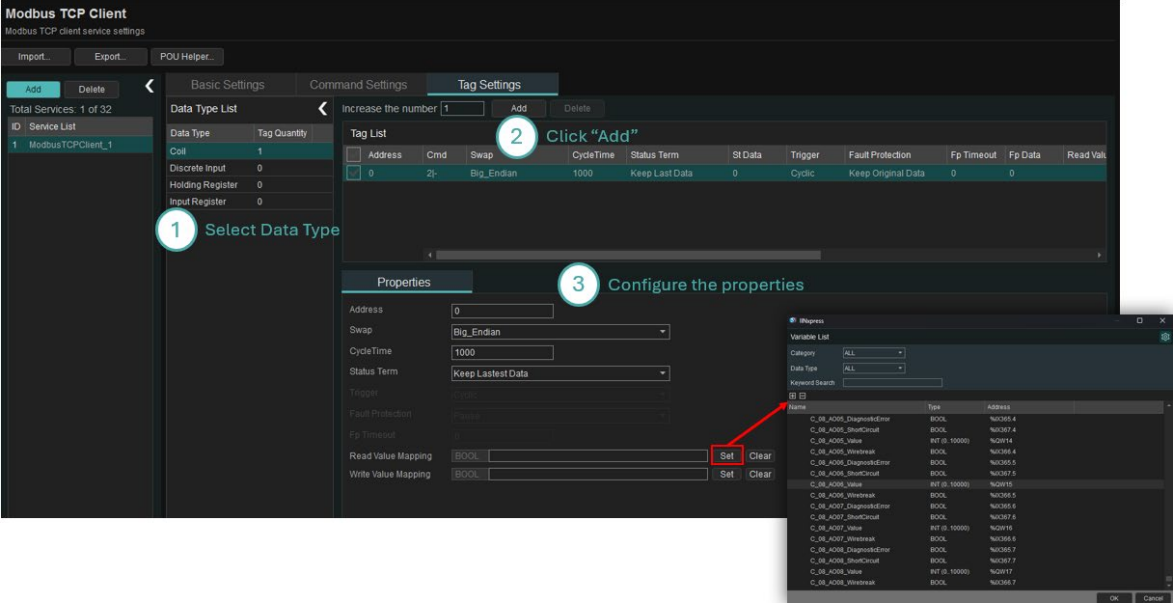 Modbus TCP Client
Modbus TCP client service settings
Import... Export... POU Helper...
Add Delete ❮
Total Services: 1 of 32
ID Service List
1 ModbusTCPClient_1
Basic Settings Command Settings Tag Settings
Data Type List ❮
Data Type Tag Quantity
Coil 1
Discrete Input 0
Holding Register 0
Input Register 0
1 Select Data Type
Increase the number 1 Add Delete
2 Click “Add”
Tag List
Address Cmd Swap CycleTime Status Term St Data Trigger Fault Protection Fp Timeout Fp Data Read Valu
0 2|- Big_Endian 1000 Keep Last Data 0 Cyclic Keep Original Data 0 0
Properties
3 Configure the properties
Address 0
Swap Big_Endian
CycleTime 1000
Status Term Keep Lastest Data
Trigger Cyclic
Fault Protection Pause
Fp Timeout 0
Read Value Mapping BOOL Set Clear
Write Value Mapping BOOL Set Clear
Variable List
Category ALL
Data Type ALL
Keyword Search
Name Type Address
C_08_AO05_DiagnosticError BOOL %IX365.4
C_08_AO05_ShortCircuit BOOL %IX367.4
C_08_AO05_Value INT (0..10000) %QW14
C_08_AO05_Wirebreak BOOL %IX366.4
C_08_AO06_DiagnosticError BOOL %IX365.5
C_08_AO06_ShortCircuit BOOL %IX367.5
C_08_AO06_Value INT (0..10000) %QW15
C_08_AO06_Wirebreak BOOL %IX366.5
C_08_AO07_DiagnosticError BOOL %IX365.6
C_08_AO07_ShortCircuit BOOL %IX367.6
C_08_AO07_Value INT (0..10000) %QW16
C_08_AO07_Wirebreak BOOL %IX366.6
C_08_AO08_DiagnosticError BOOL %IX365.7
C_08_AO08_ShortCircuit BOOL %IX367.7
C_08_AO08_Value INT (0..10000) %QW17
C_08_AO08_Wirebreak BOOL %IX366.7
OK Cancel